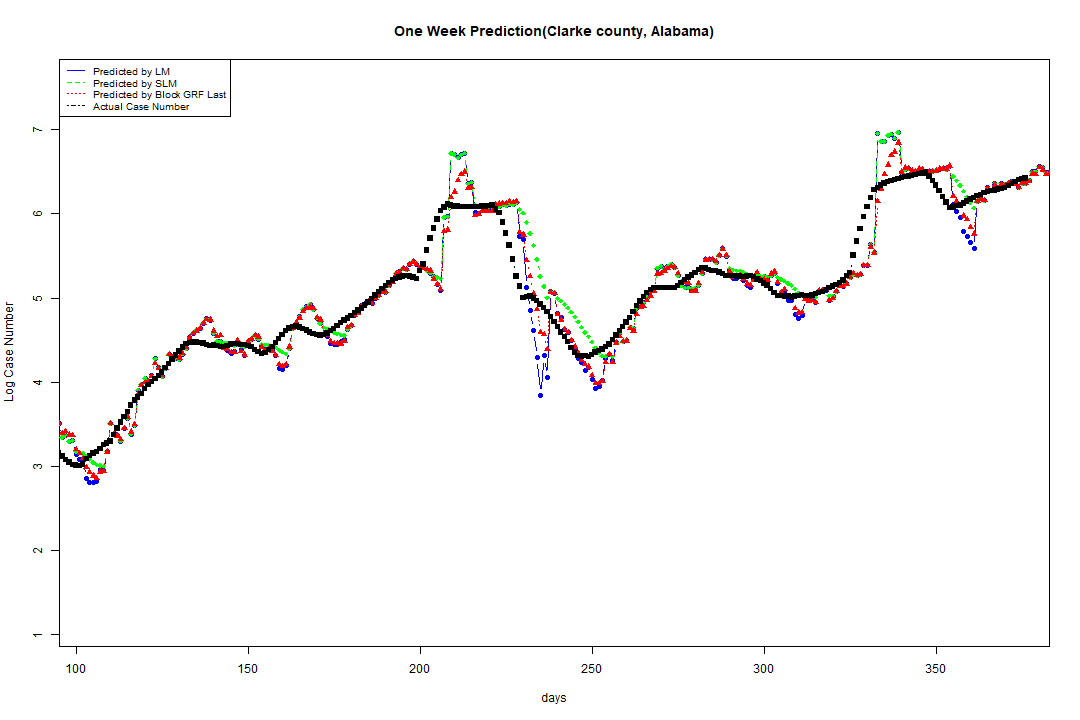 One Week Prediction(Clarke county, Alabama)
Predicted by LM
Predicted by SLM
Predicted by Block GRF Last
Actual Case Number
7
6
5
4
3
2
1
Log Case Number
100 150 200 250 300 350
days